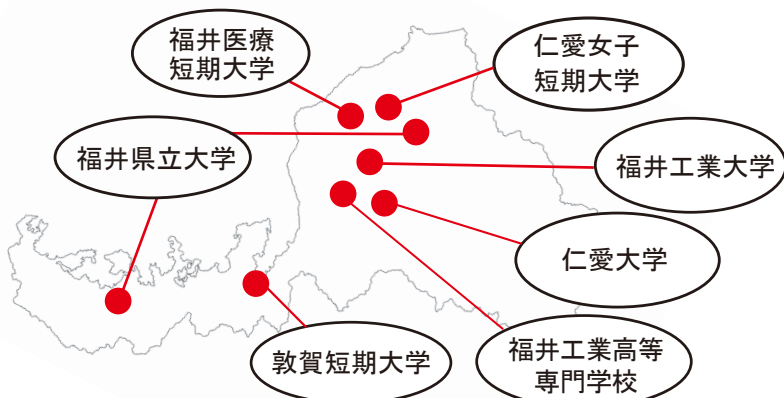 福井医療
短期大学
仁愛女子
短期大学
福井県立大学
福井工業大学
仁愛大学
敦賀短期大学
福井工業高等
専門学校